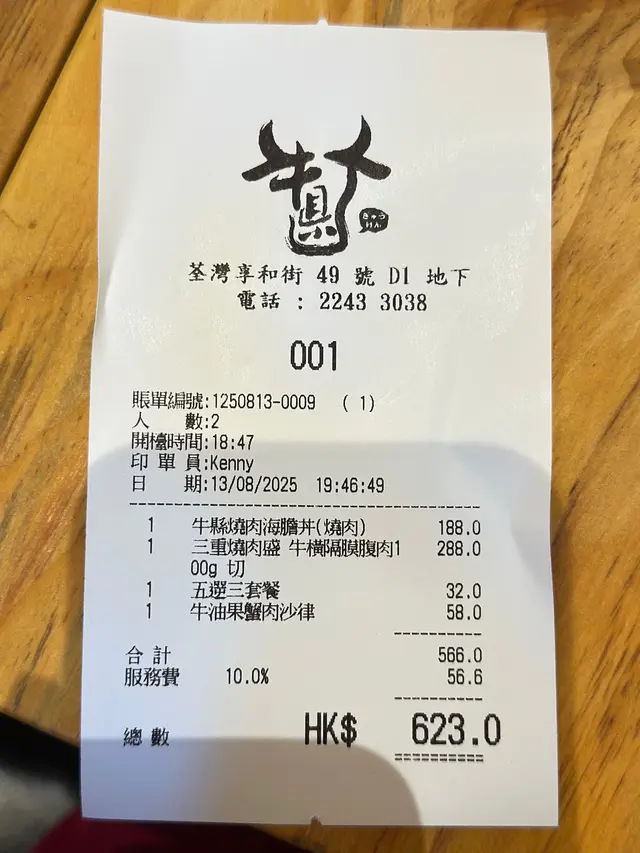 牛縣
荃灣享和街 49 號 D1 地下
電話 : 2243 3038
001
賬單編號:1250813-0009 ( 1)
人 數:2
開檯時間:18:47
印 單 員:Kenny
日 期:13/08/2025 19:46:49
1 牛縣燒肉海膽丼(燒肉) 188.0
1 三重燒肉盛 牛橫隔膜腹肉1 288.0
00g 切
1 五選三套餐 32.0
1 牛油果蟹肉沙律 58.0
合 計 566.0
服務費 10.0% 56.6
總 數 HK$ 623.0